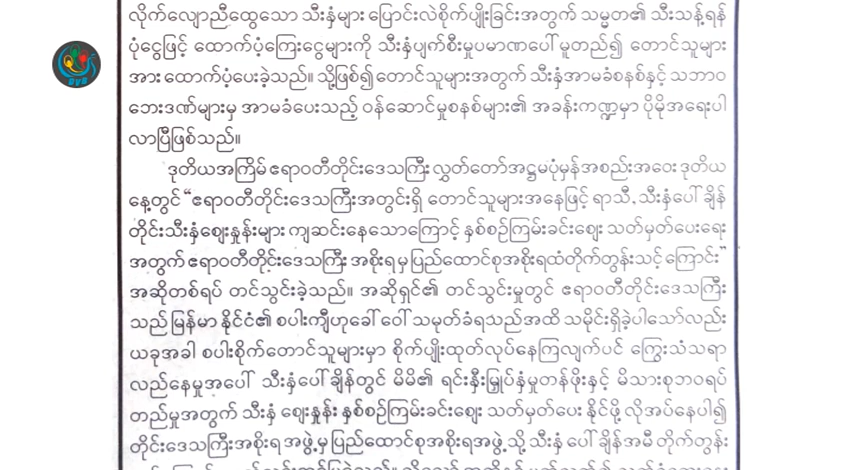 လိုက်လျောညီထွေသော သီးနှံများ ပြောင်းလဲစိုက်ပျိုးခြင်းအတွက် သမ္မတ၏ သီးသန့်ရန်
ပုံငွေဖြင့် ထောက်ပံ့ကြေးငွေများကို သီးနှံပျက်စီးမှုပမာဏပေါ် မူတည်၍ တောင်သူများ
အား ထောက်ပံ့ပေးခဲ့သည်။ သို့ဖြစ်၍ တောင်သူများအတွက် သီးနှံအာမခံစနစ်နှင့် သဘာဝ
ဘေးဒဏ်များမှ အာမခံပေးသည့် ဝန်ဆောင်မှုစနစ်များ၏ အခန်းကဏ္ဍမှာ ပိုမိုအရေးပါ
လာပြီဖြစ်သည်။
ဒုတိယအကြိမ် ဧရာဝတီတိုင်းဒေသကြီး လွှတ်တော်အဋ္ဌမပုံမှန်အစည်းအဝေး ဒုတိယ
နေ့တွင် “ဧရာဝတီတိုင်းဒေသကြီးအတွင်းရှိ တောင်သူများအနေဖြင့် ရာသီ, သီးနှံပေါ်ချိန်
တိုင်းသီးနှံဈေးနှုန်းများ ကျဆင်းနေသောကြောင့် နှစ်စဉ်ကြမ်းခင်းဈေး သတ်မှတ်ပေးရေး
အတွက် ဧရာဝတီတိုင်းဒေသကြီး အစိုးရမှ ပြည်ထောင်စုအစိုးရထံတိုက်တွန်းသင့်ကြောင်း”
အဆိုတစ်ရပ် တင်သွင်းခဲ့သည်။ အဆိုရှင်၏ တင်သွင်းမှုတွင် ဧရာဝတီတိုင်းဒေသကြီး
သည် မြန်မာနိုင်ငံ၏ စပါးကျီဟုခေါ်ဝေါ် သမုတ်ခံရသည်အထိ သမိုင်းရှိခဲ့ပါသော်လည်း
ယခုအခါ စပါးစိုက်တောင်သူများမှာ စိုက်ပျိုးထုတ်လုပ်နေကြလျက်ပင် ကြွေးသံသရာ
လည်နေမှုအပေါ် သီးနှံပေါ်ချိန်တွင် မိမိ၏ ရင်းနှီးမြှုပ်နှံမှုတန်ဖိုးနှင့် မိသားစုဘဝရပ်
တည်မှုအတွက် သီးနှံ ဈေးနှုန်း နှစ်စဉ်ကြမ်းခင်းဈေး သတ်မှတ်ပေး နိုင်ဖို့ လိုအပ်နေပါ၍
တိုင်းဒေသကြီးအစိုးရ အဖွဲ့မှ ပြည်ထောင်စုအစိုးရအဖွဲ့သို့ သီးနှံပေါ်ချိန်အမီ တိုက်တွန်း